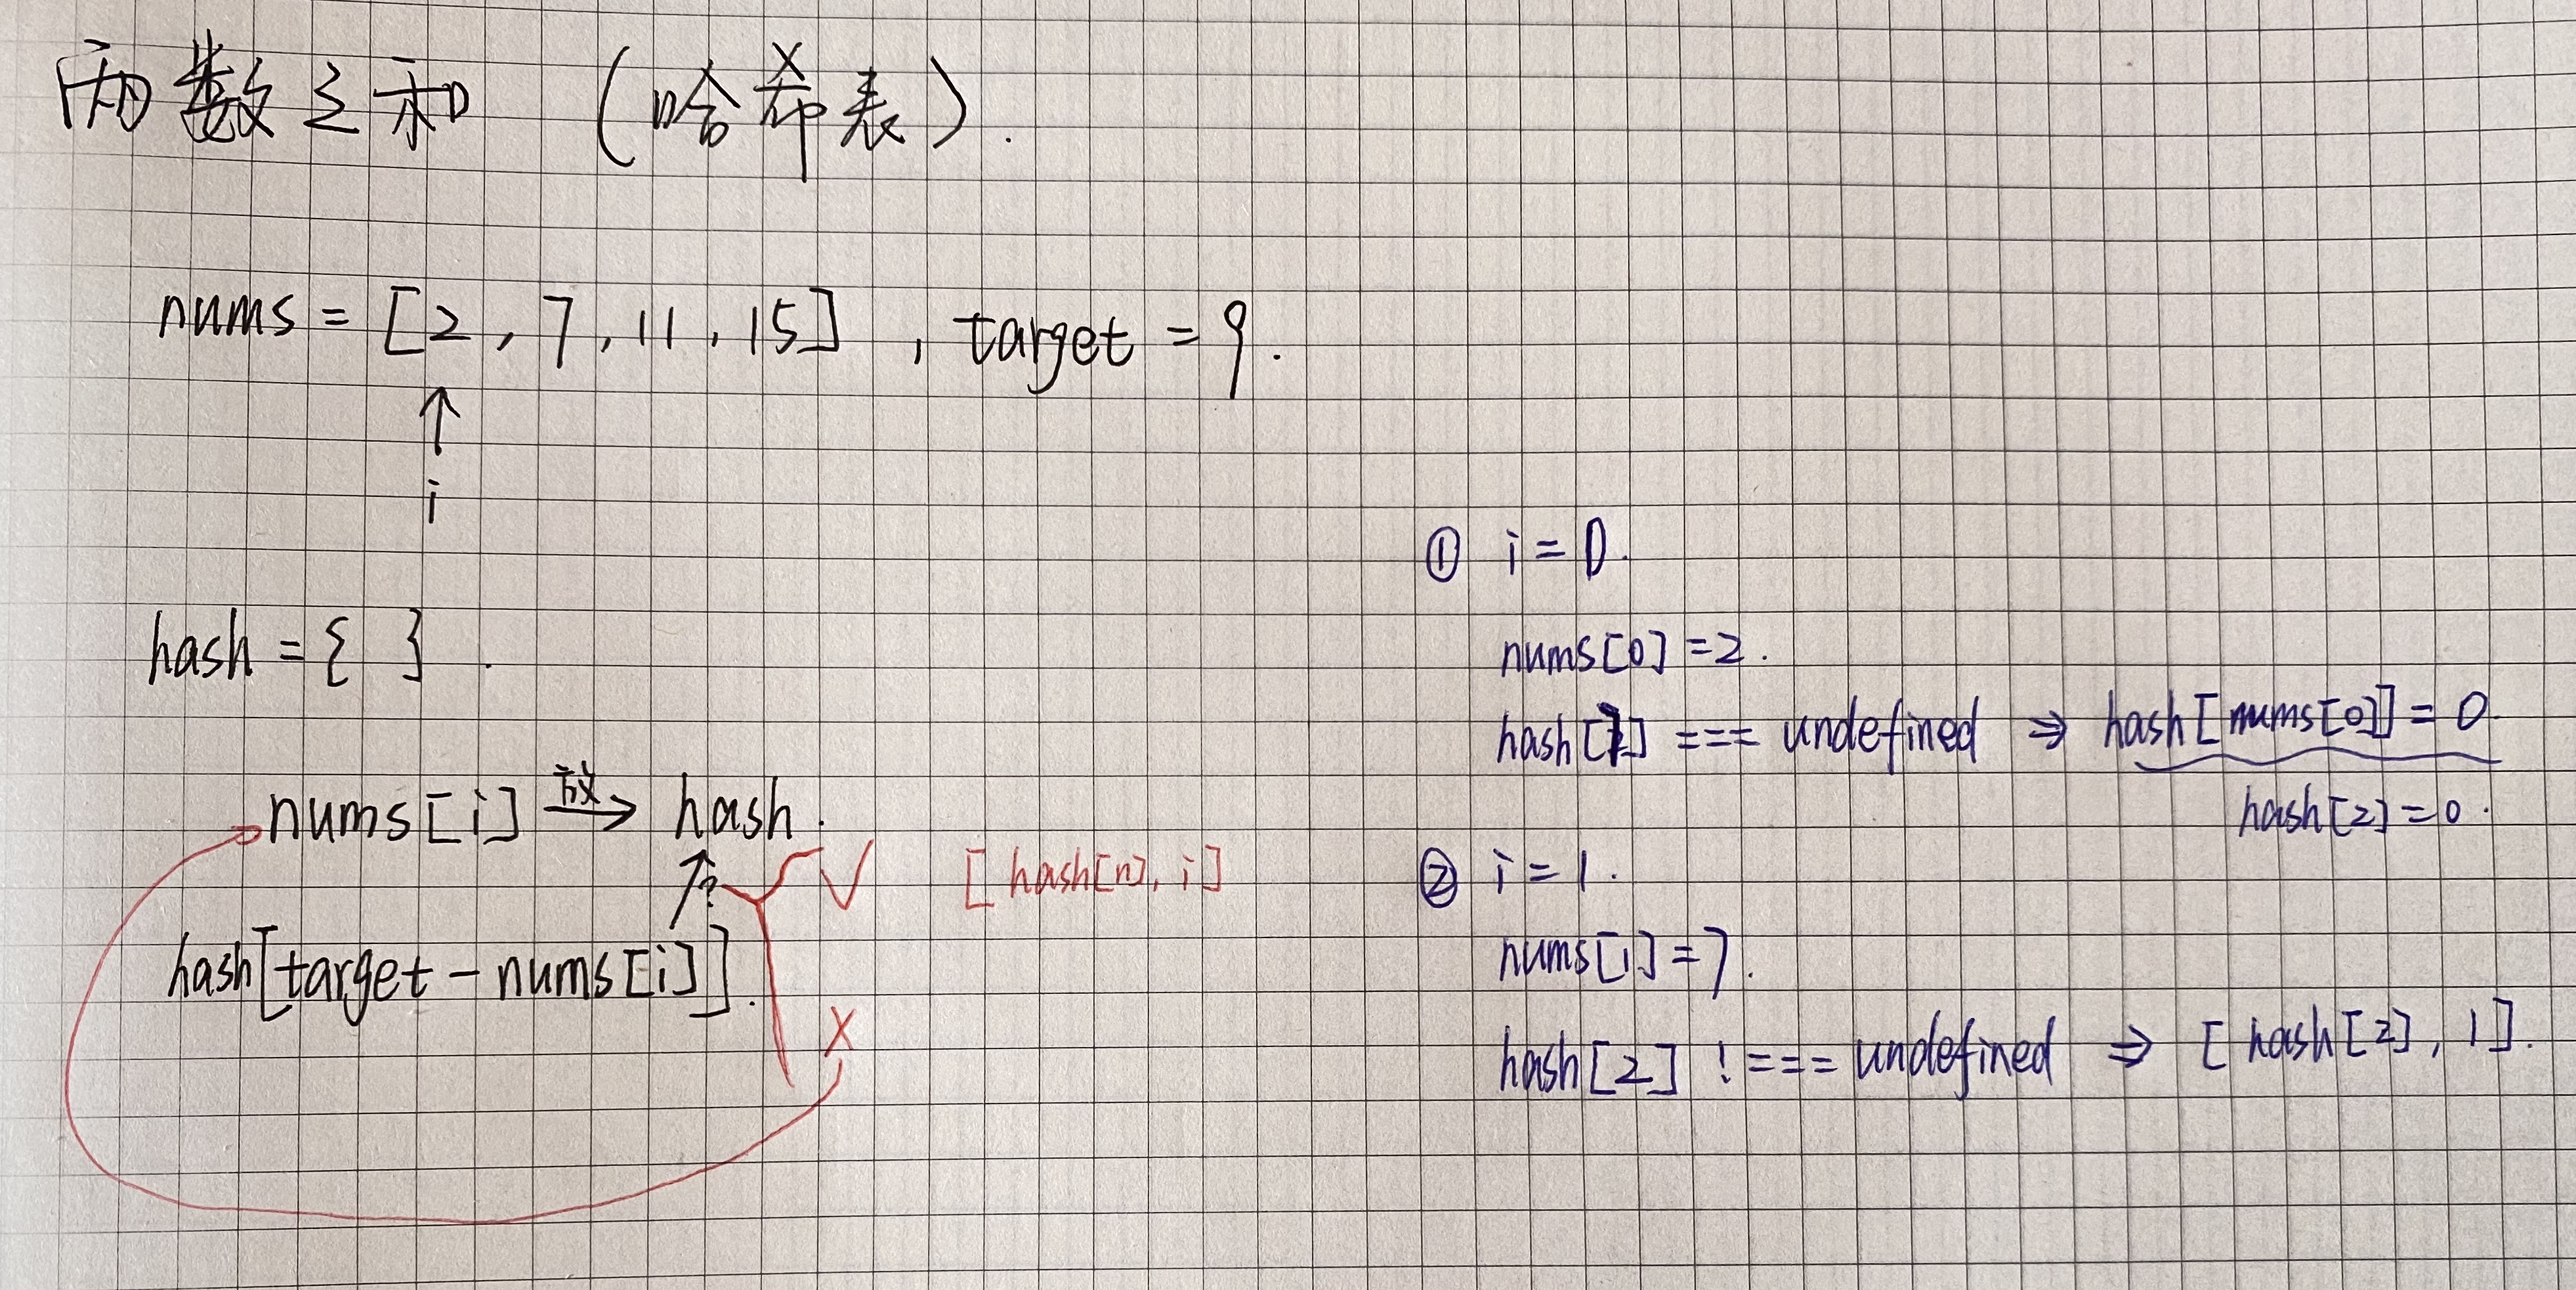 两数之和 (哈希表).
nums = [2, 7, 11, 15], target = 9.
↑
i
hash = { }.
nums[i] 放→ hash.
? √ [hash[n], i]
hash[target - nums[i]].
X
① i = 0.
nums[0] = 2.
hash[7] === undefined ⇒ hash[nums[0]] = 0.
hash[2] = 0.
② i = 1.
nums[1] = 7.
hash[2] !=== undefined ⇒ [hash[2], 1].